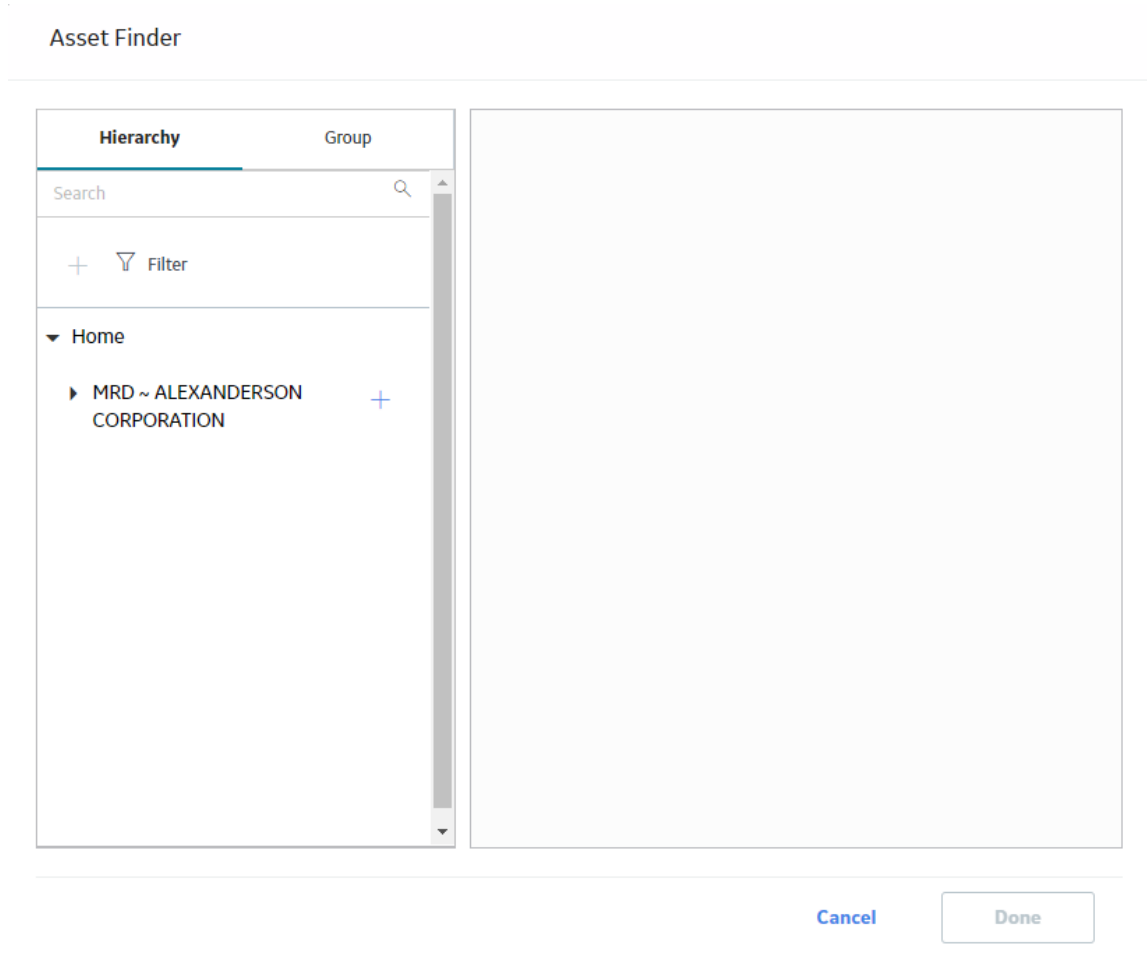 Asset Finder
Hierarchy
Group
Search
Filter
Home
MRD ~ ALEXANDERSON
CORPORATION
Cancel
Done